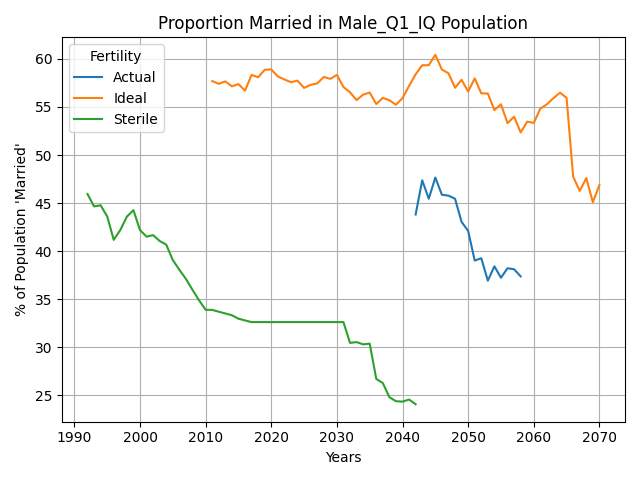 Proportion Married in Male_Q1_IQ Population
Fertility
Actual
Ideal
Sterile
% of Population 'Married'
60
55
50
45
40
35
30
25
1990 2000 2010 2020 2030 2040 2050 2060 2070
Years